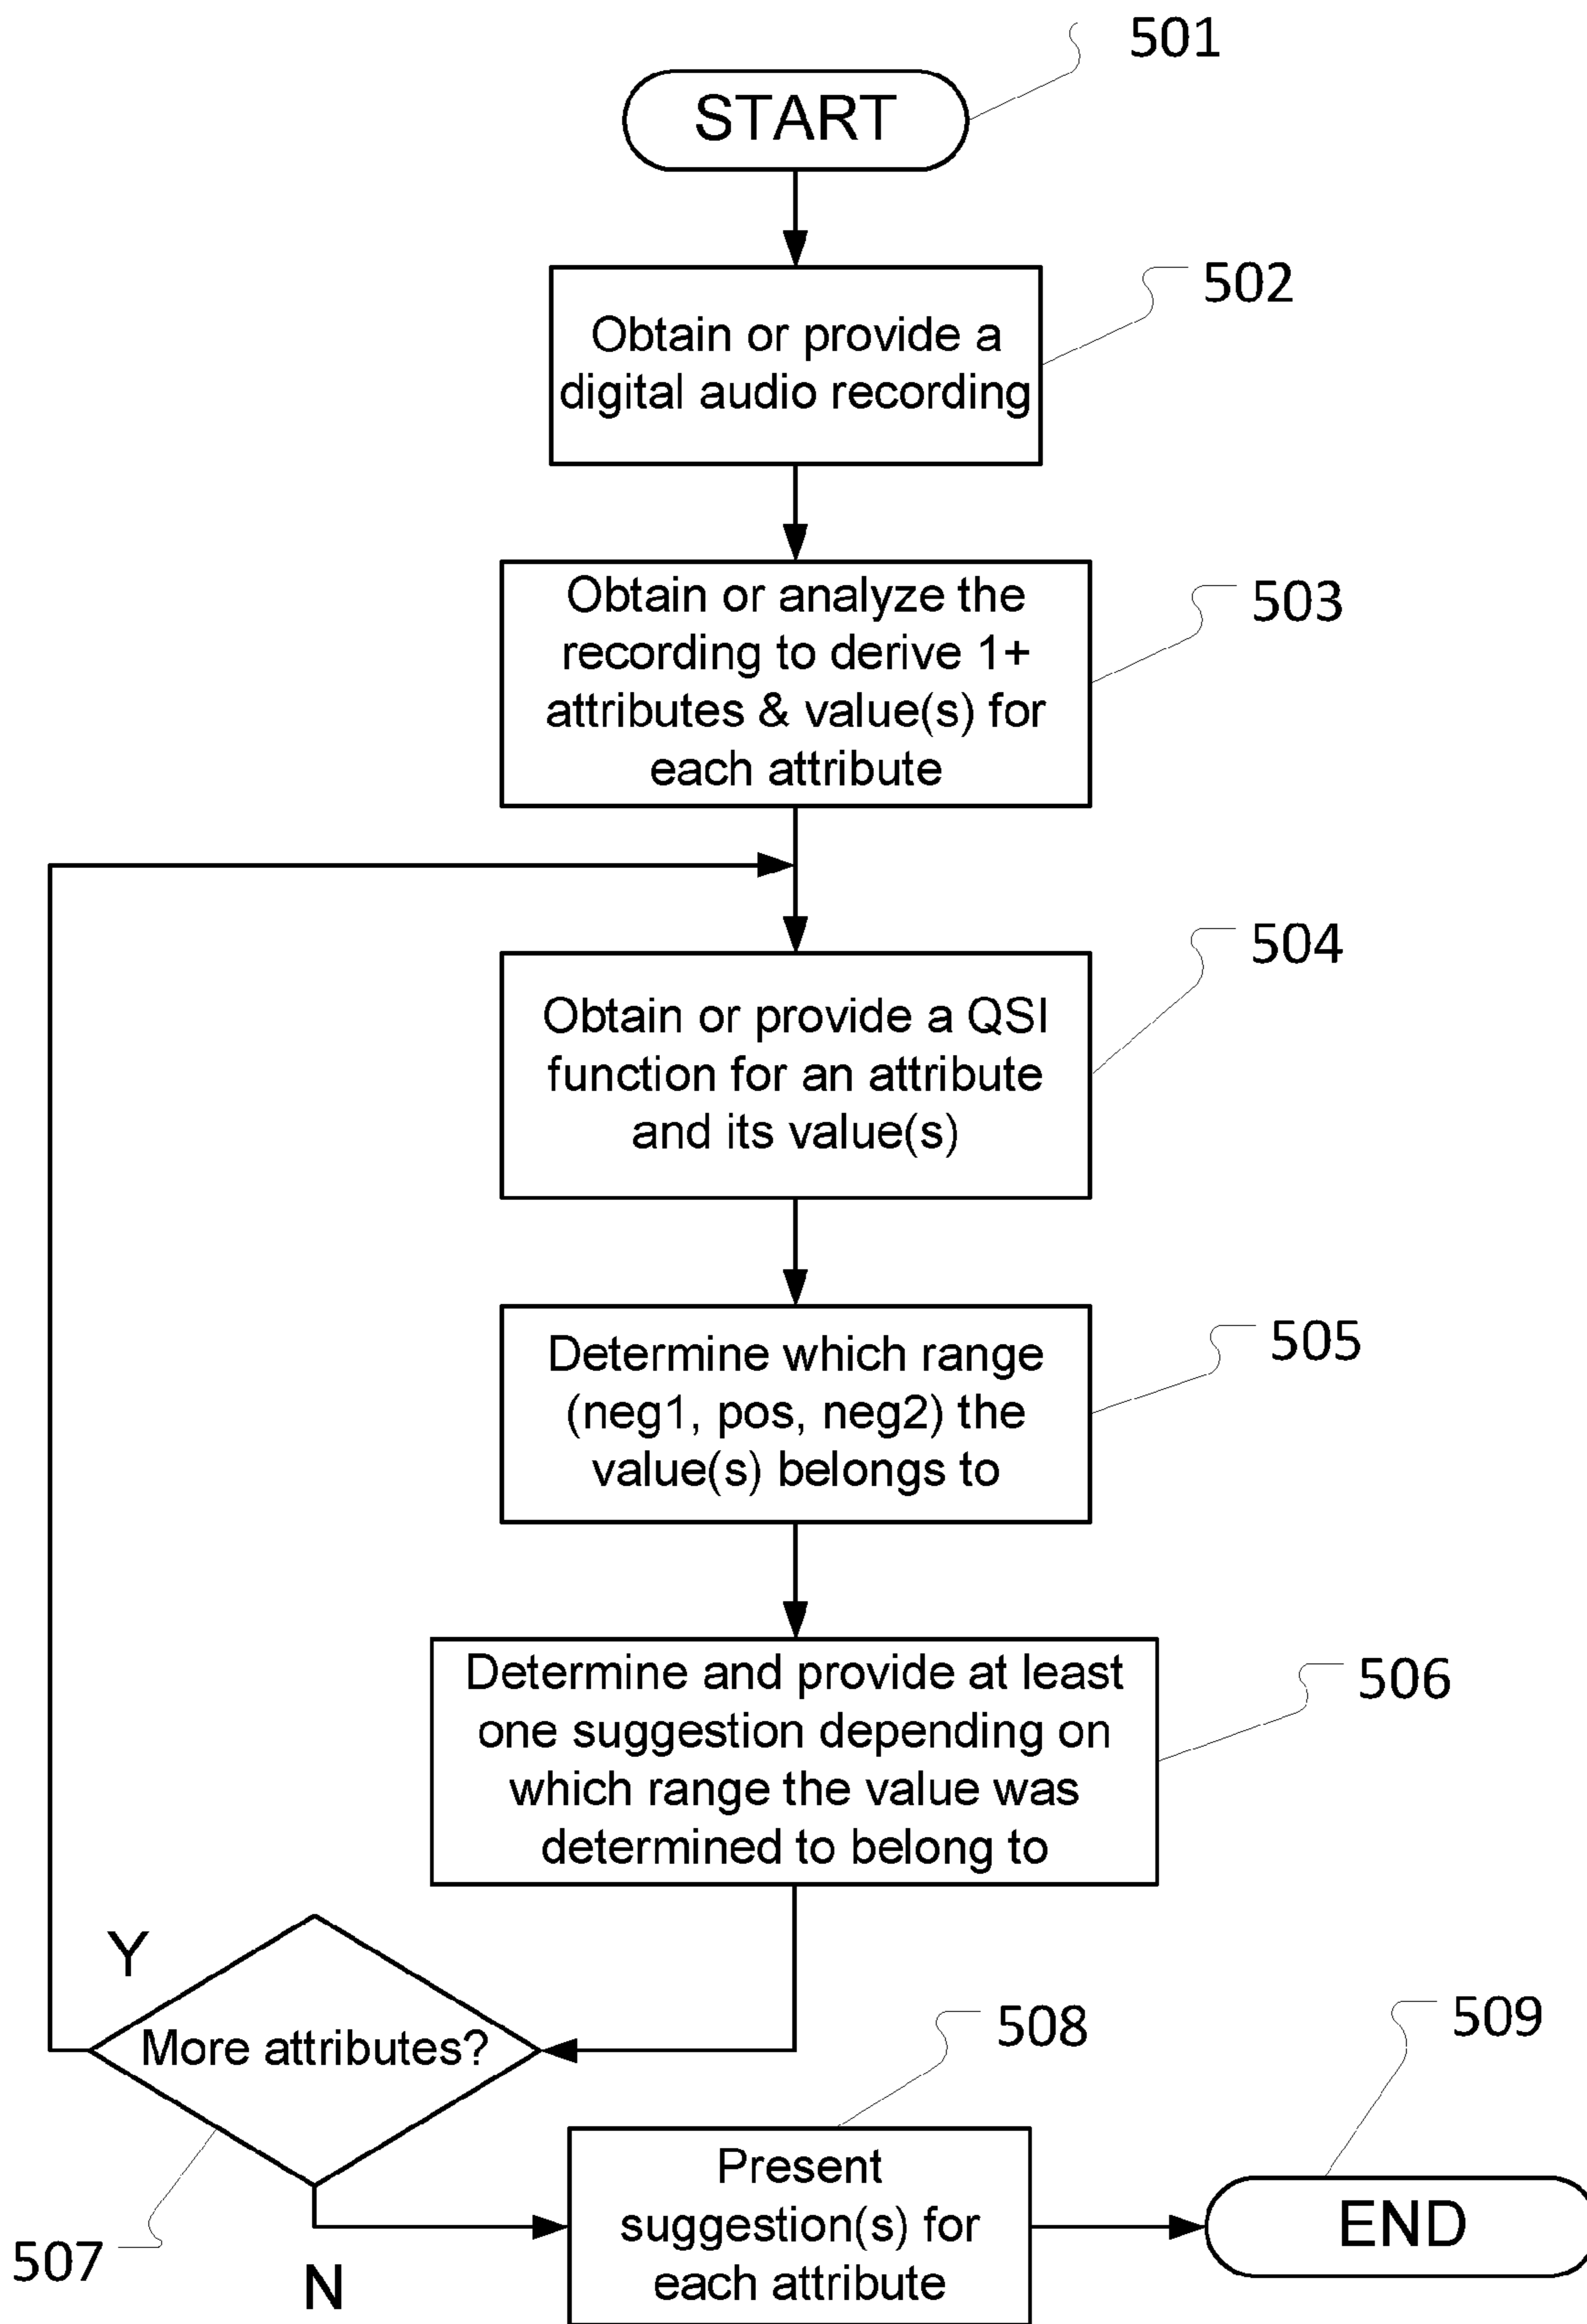 501
START
502
Obtain or provide a
digital audio recording
503
Obtain or analyze the
recording to derive 1+
attributes & value(s) for
each attribute
504
Obtain or provide a QSI
function for an attribute
and its value(s)
505
Determine which range
(neg1, pos, neg2) the
value(s) belongs to
506
Determine and provide at least
one suggestion depending on
which range the value was
determined to belong to
Y
More attributes?
507
N
508
Present
suggestion(s) for
each attribute
509
END